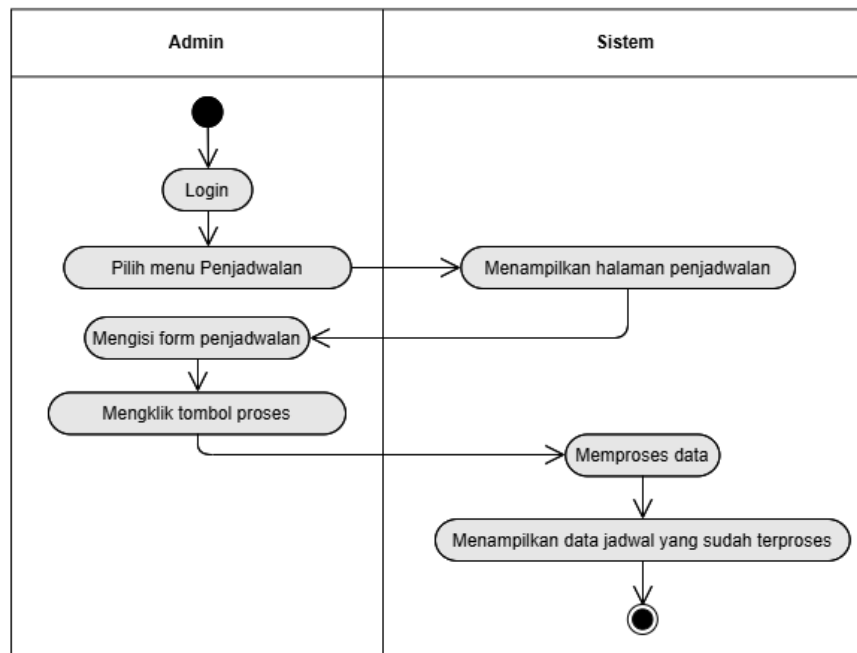 Admin
Sistem
Login
Pilih menu Penjadwalan
Menampilkan halaman penjadwalan
Mengisi form penjadwalan
Mengklik tombol proses
Memproses data
Menampilkan data jadwal yang sudah terproses